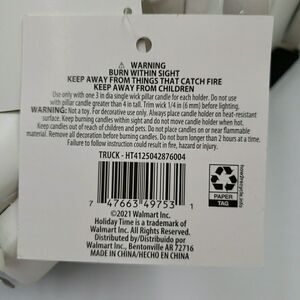 ⚠ WARNING
BURN WITHIN SIGHT
KEEP AWAY FROM THINGS THAT CATCH FIRE
KEEP AWAY FROM CHILDREN
Use only with one 3 in dia single wick pillar candle for each holder. Do not use
with pillar candle greater than 4 in tall. Trim wick 1/4 in (6 mm) before lighting.
WARNING: Not a toy. For decorative use only. Always place candle holder on heat-resistant
surface. Keep burning candles within sight and do not move candle holder when hot.
Keep candles out of reach of children and pets. Do not place candles on or near flammable
material. Remove all decoration before burning candles. Do not burn longer than 2 hours at a time.
Failure to follow instruction could result in fire, hazard or injury.
TRUCK - HT4125042876004
7 47663 49753 1
how2recycle.info
PAPER
TAG
©2021 Walmart Inc.
Holiday Time is a trademark of
Walmart Inc. All Rights Reserved.
Distributed by/Distribuido por
Walmart Inc., Bentonville AR 72716
MADE IN CHINA/HECHO EN CHINA